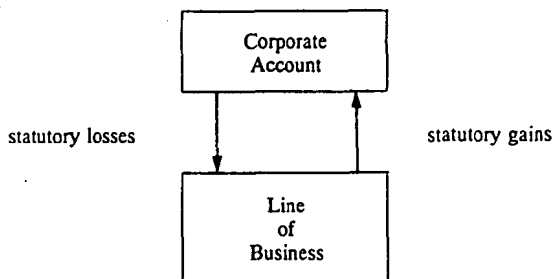 Corporate
Account
statutory losses
statutory gains
Line
of
Business